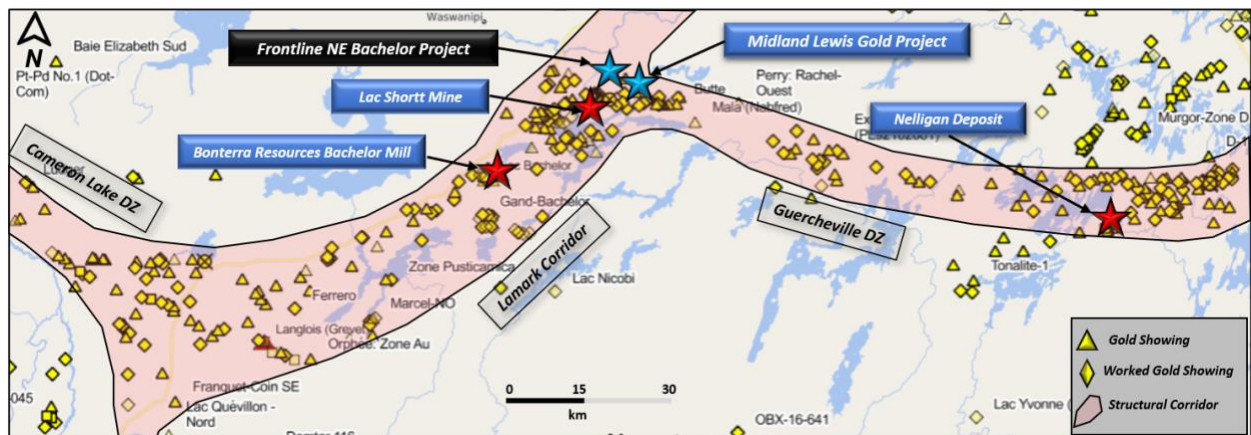 Waswanipi
N
Baie Elizabeth Sud
Frontline NE Bachelor Project
Midland Lewis Gold Project
Pt-Pd No.1 (Dot-
Com)
Perry: Rachel-
Ouest
Butte
Lac Shortt Mine
Mala (Nabfred)
Nelligan Deposit
Murgor-Zone D
Bonterra Resources Bachelor Mill
Bachelor
D-1
Cameron Lake DZ
Gand-Bachelor
Guercheville DZ
Lamark Corridor
Zone Pusticamica
Tonalite-1
Lac Nicobi
Ferrero
Marcel-NO
Langlois (Grevet
Orphée: Zone Au
Gold Showing
Worked Gold Showing
Structural Corridor
0 15 30
km
Franquet-Coin SE
-045
Lac Quévillon -
Nord
OBX-16-641
Lac Yvonne (